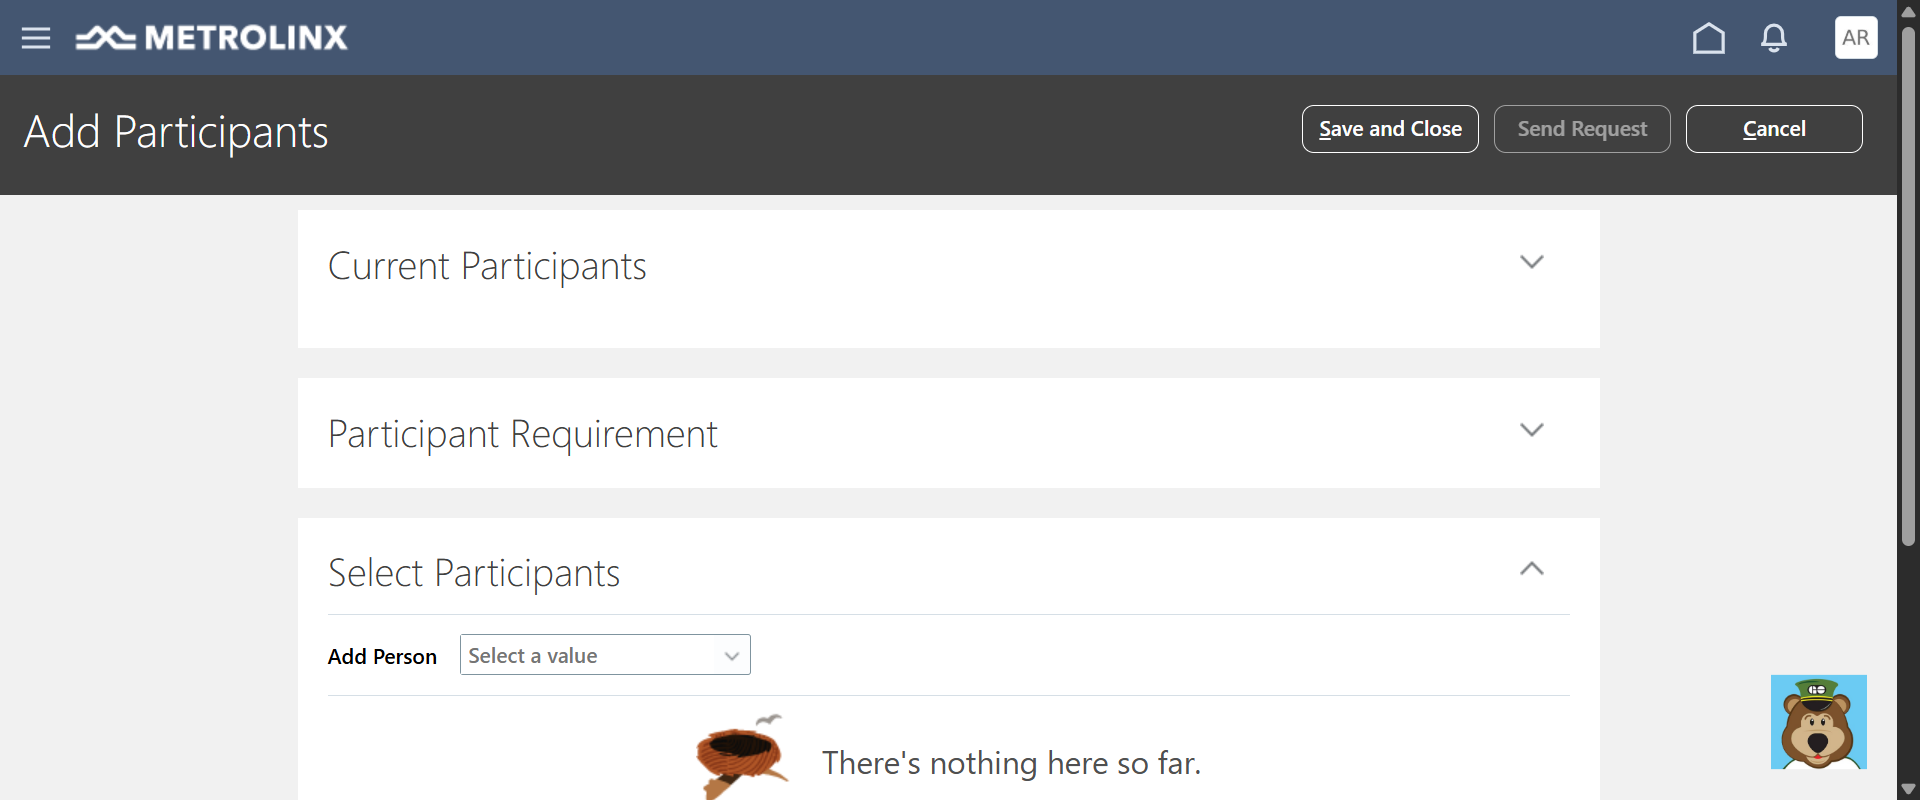 METROLINX
AR
Add Participants
Save and Close
Send Request
Cancel
Current Participants
Participant Requirement
Select Participants
Add Person
Select a value
There's nothing here so far.
GO